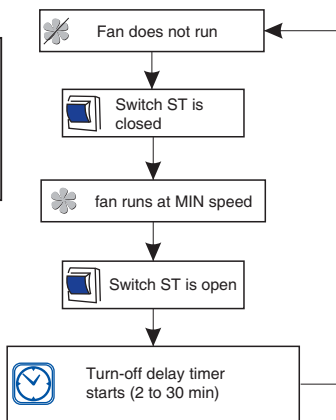 Fan does not run
Switch ST is
closed
fan runs at MIN speed
Switch ST is open
Turn-off delay timer
starts (2 to 30 min)